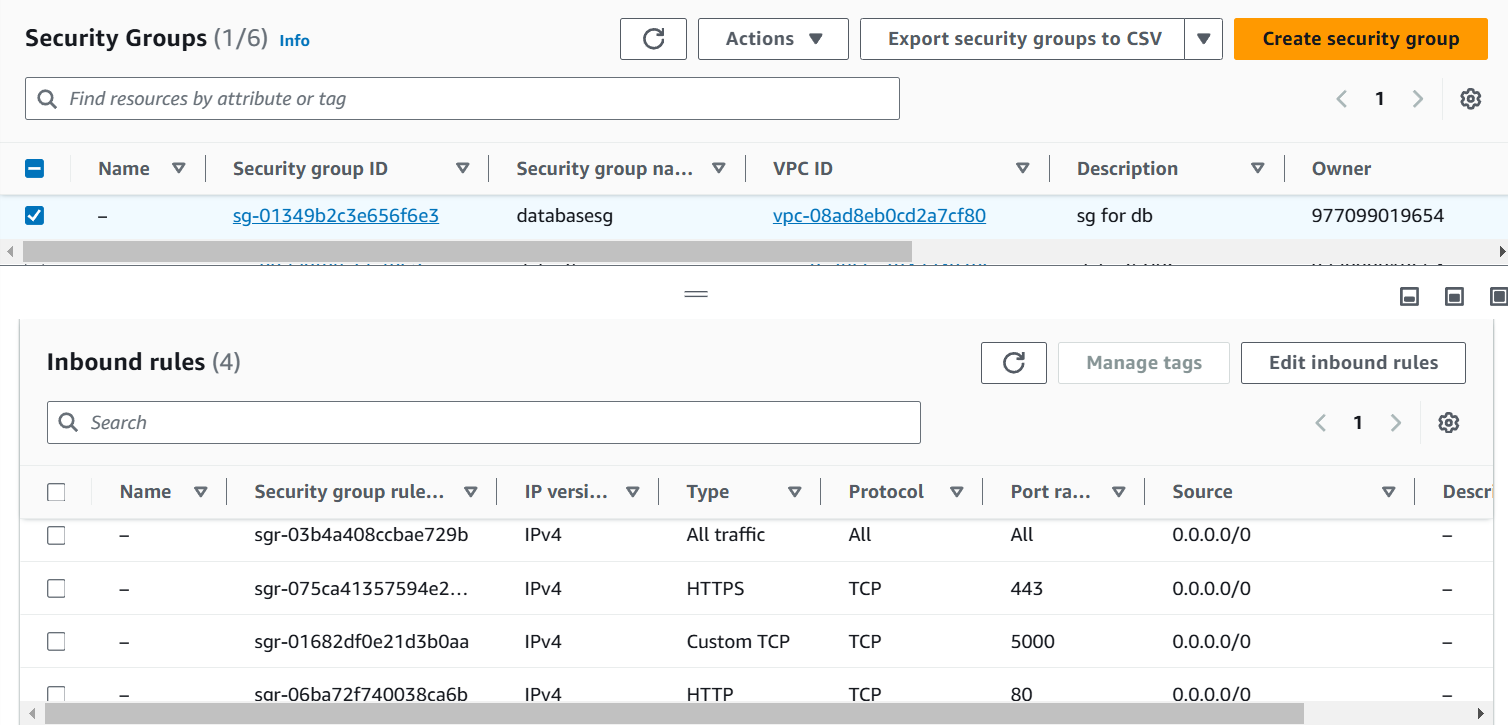 Security Groups (1/6) Info Actions Export security groups to CSV Create security group
Find resources by attribute or tag 1
Name Security group ID Security group na... VPC ID Description Owner
– sg-01349b2c3e656f6e3 databasesg vpc-08ad8eb0cd2a7cf80 sg for db 977099019654
Inbound rules (4) Manage tags Edit inbound rules
Search 1
Name Security group rule... IP versi... Type Protocol Port ra... Source Descri
– sgr-03b4a408ccbae729b IPv4 All traffic All All 0.0.0.0/0 –
– sgr-075ca41357594e2... IPv4 HTTPS TCP 443 0.0.0.0/0 –
– sgr-01682df0e21d3b0aa IPv4 Custom TCP TCP 5000 0.0.0.0/0 –
– sgr-06ba72f740038ca6b IPv4 HTTP TCP 80 0.0.0.0/0 –